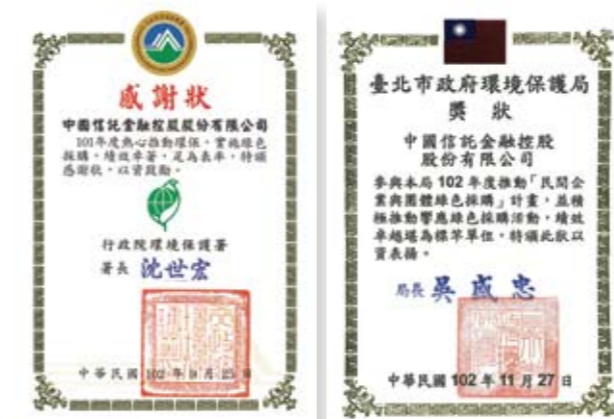 感謝狀
中國信託金融控股股份有限公司
101年度熱心推動環保，實施綠色
採購，績效卓著，足為表率，特頒
感謝狀，以資鼓勵。
行政院環境保護署
署長 沈世宏
中華民國 102 年 9 月 25 日
臺北市政府環境保護局
獎 狀
中國信託金融控股
股份有限公司
參與本局 102 年度推動「民間企
業與團體綠色採購」計畫，並積
極推動響應綠色採購活動，績效
卓越堪為標竿單位，特頒此狀以
資表揚。
局長 吳盛忠
中華民國 102 年 11 月 27 日